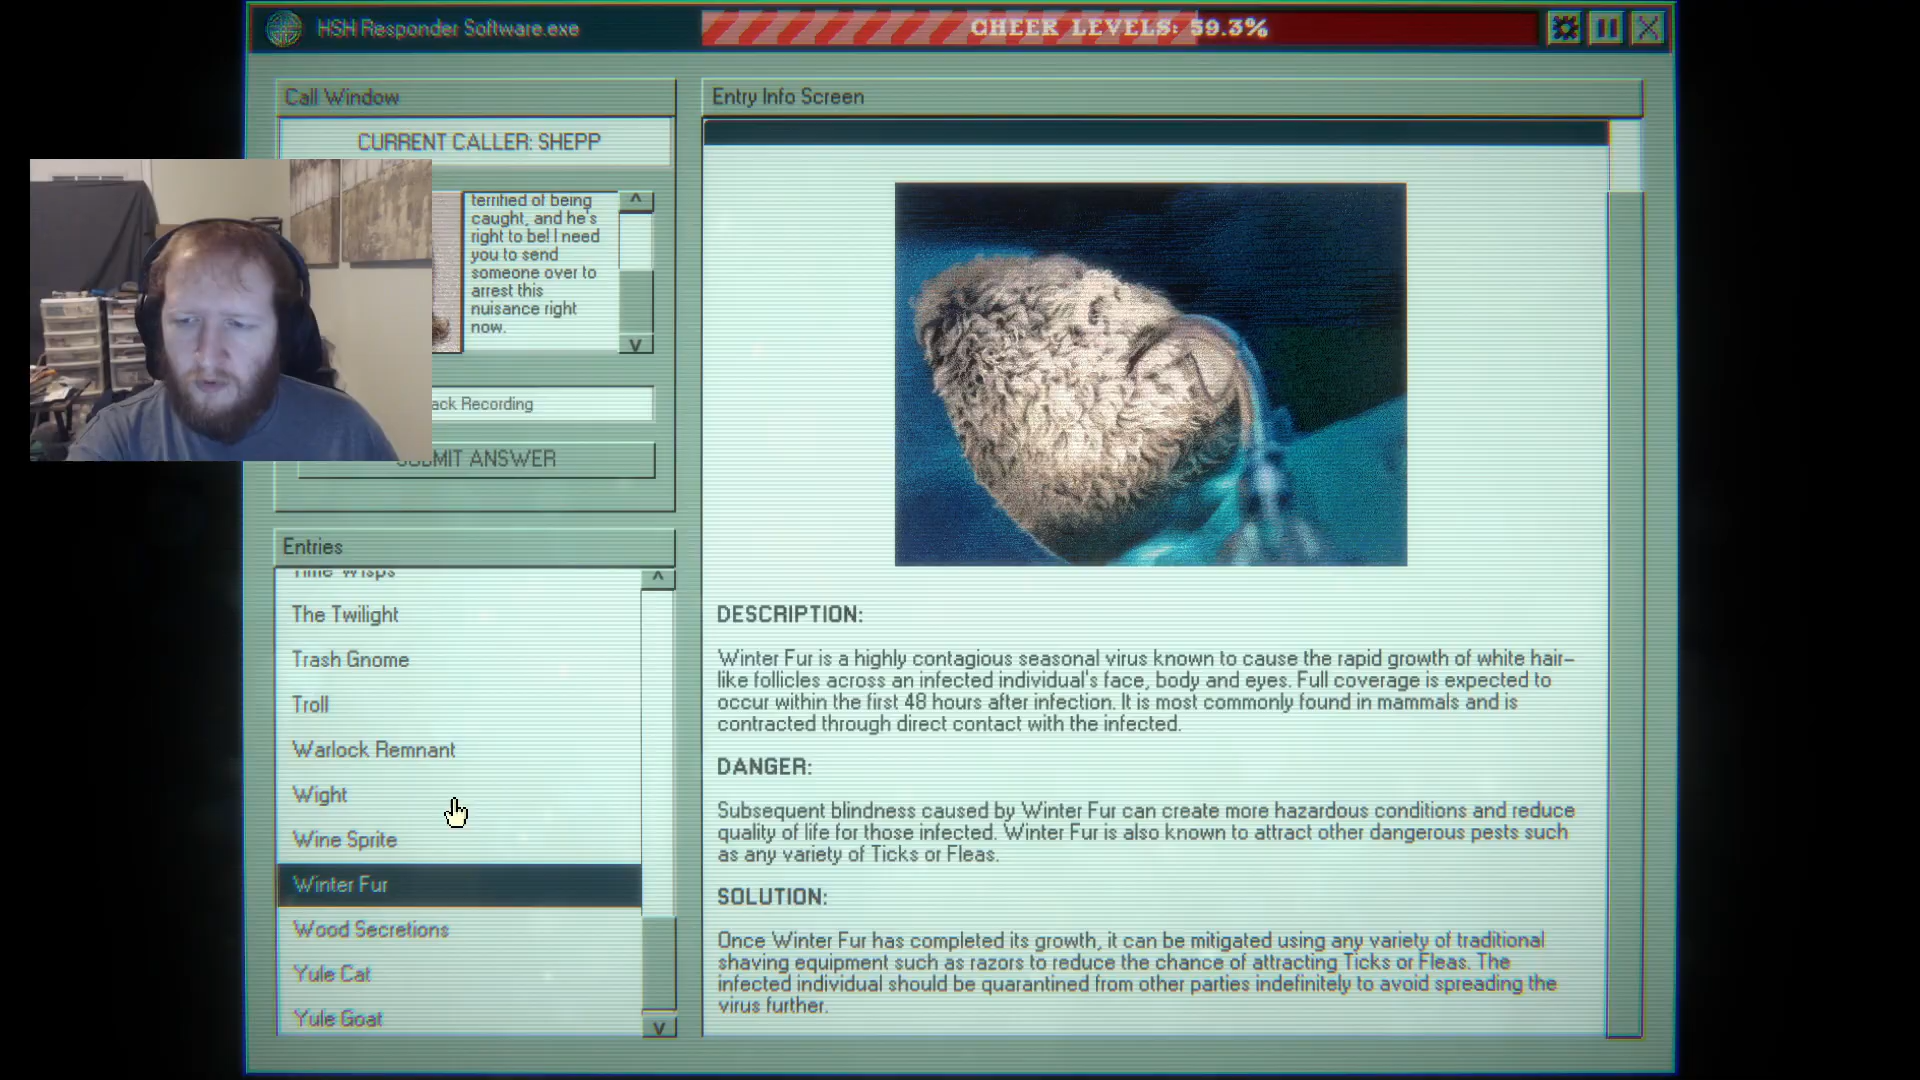 HSH Responder Software.exe
CHEER LEVELS: 59.3%
Call Window
CURRENT CALLER: SHEPP
terrified of being
caught, and he's
right to be! I need
you to send
someone over to
arrest this
nuisance right
now.
ack Recording
SUBMIT ANSWER
Entries
Time Wisps
The Twilight
Trash Gnome
Troll
Warlock Remnant
Wight
Wine Sprite
Winter Fur
Wood Secretions
Yule Cat
Yule Goat
Entry Info Screen
DESCRIPTION:
Winter Fur is a highly contagious seasonal virus known to cause the rapid growth of white hair-
like follicles across an infected individual's face, body and eyes. Full coverage is expected to
occur within the first 48 hours after infection. It is most commonly found in mammals and is
contracted through direct contact with the infected.
DANGER:
Subsequent blindness caused by Winter Fur can create more hazardous conditions and reduce
quality of life for those infected. Winter Fur is also known to attract other dangerous pests such
as any variety of Ticks or Fleas.
SOLUTION:
Once Winter Fur has completed its growth, it can be mitigated using any variety of traditional
shaving equipment such as razors to reduce the chance of attracting Ticks or Fleas. The
infected individual should be quarantined from other parties indefinitely to avoid spreading the
virus further.